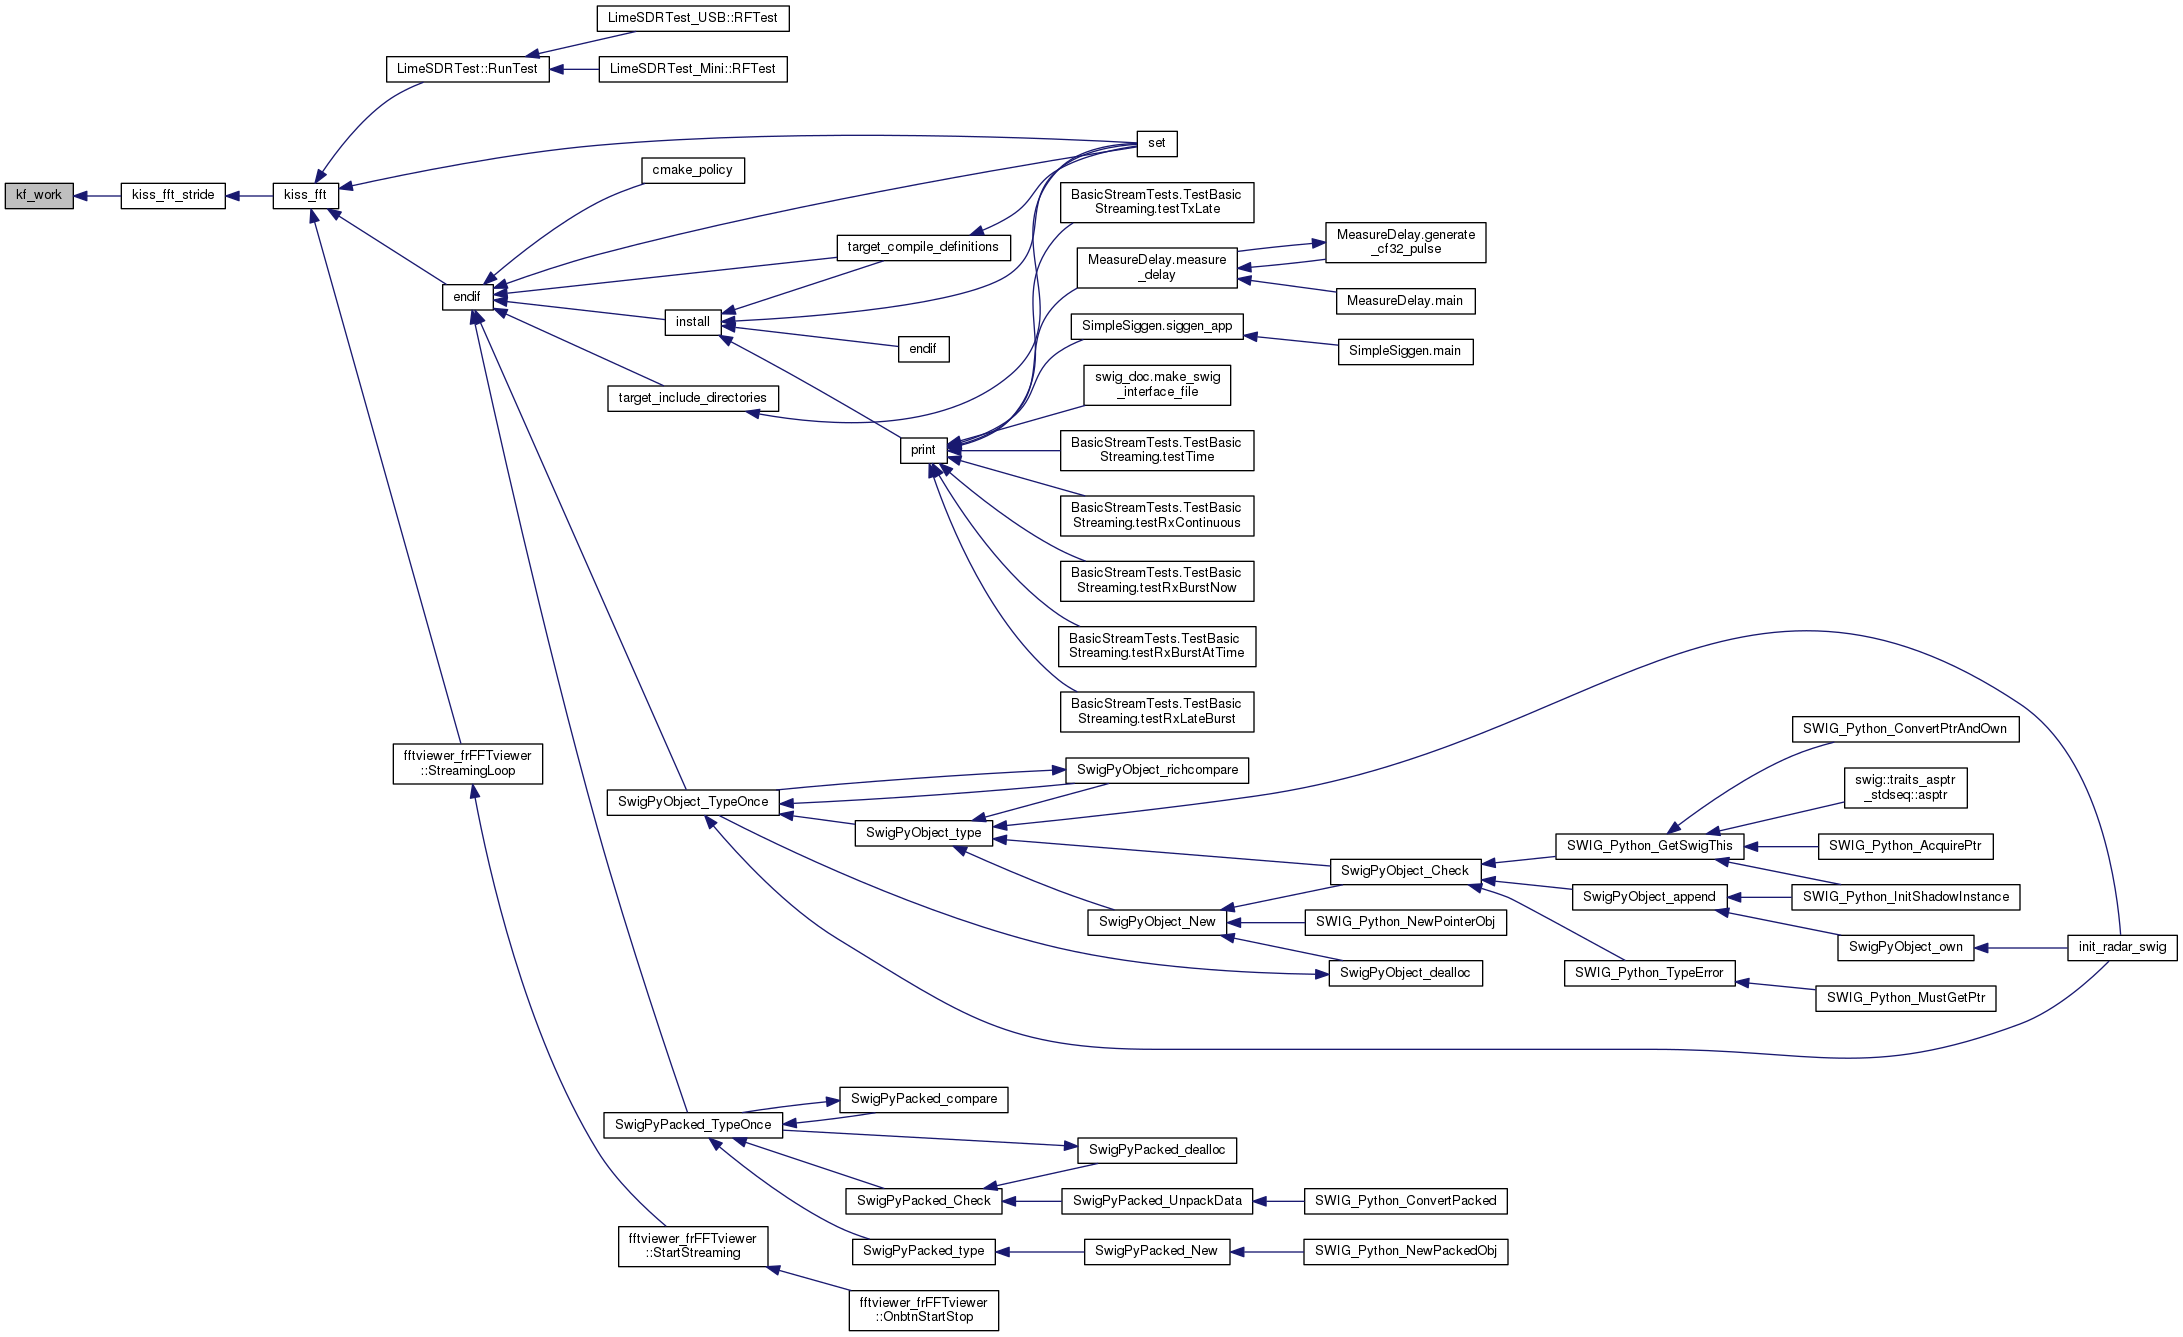 LimeSDRTest_USB::RFTest
LimeSDRTest::RunTest
LimeSDRTest_Mini::RFTest
set
cmake_policy
kf_work
kiss_fft_stride
kiss_fft
BasicStreamTests.TestBasic
Streaming.testTxLate
target_compile_definitions
MeasureDelay.measure
_delay
MeasureDelay.generate
_cf32_pulse
MeasureDelay.main
endif
install
SimpleSiggen.siggen_app
SimpleSiggen.main
endif
target_include_directories
swig_doc.make_swig
_interface_file
print
BasicStreamTests.TestBasic
Streaming.testTime
BasicStreamTests.TestBasic
Streaming.testRxContinuous
BasicStreamTests.TestBasic
Streaming.testRxBurstNow
BasicStreamTests.TestBasic
Streaming.testRxBurstAtTime
BasicStreamTests.TestBasic
Streaming.testRxLateBurst
fftviewer_frFFTviewer
::StreamingLoop
SwigPyObject_TypeOnce
SwigPyObject_richcompare
SwigPyObject_type
SWIG_Python_ConvertPtrAndOwn
swig::traits_asptr
_stdseq::asptr
SWIG_Python_GetSwigThis
SWIG_Python_AcquirePtr
SwigPyObject_Check
SwigPyObject_append
SWIG_Python_InitShadowInstance
SwigPyObject_New
SWIG_Python_NewPointerObj
SwigPyObject_own
init_radar_swig
SwigPyObject_dealloc
SWIG_Python_TypeError
SWIG_Python_MustGetPtr
SwigPyPacked_TypeOnce
SwigPyPacked_compare
SwigPyPacked_dealloc
SwigPyPacked_Check
SwigPyPacked_UnpackData
SWIG_Python_ConvertPacked
fftviewer_frFFTviewer
::StartStreaming
SwigPyPacked_type
SwigPyPacked_New
SWIG_Python_NewPackedObj
fftviewer_frFFTviewer
::OnbtnStartStop